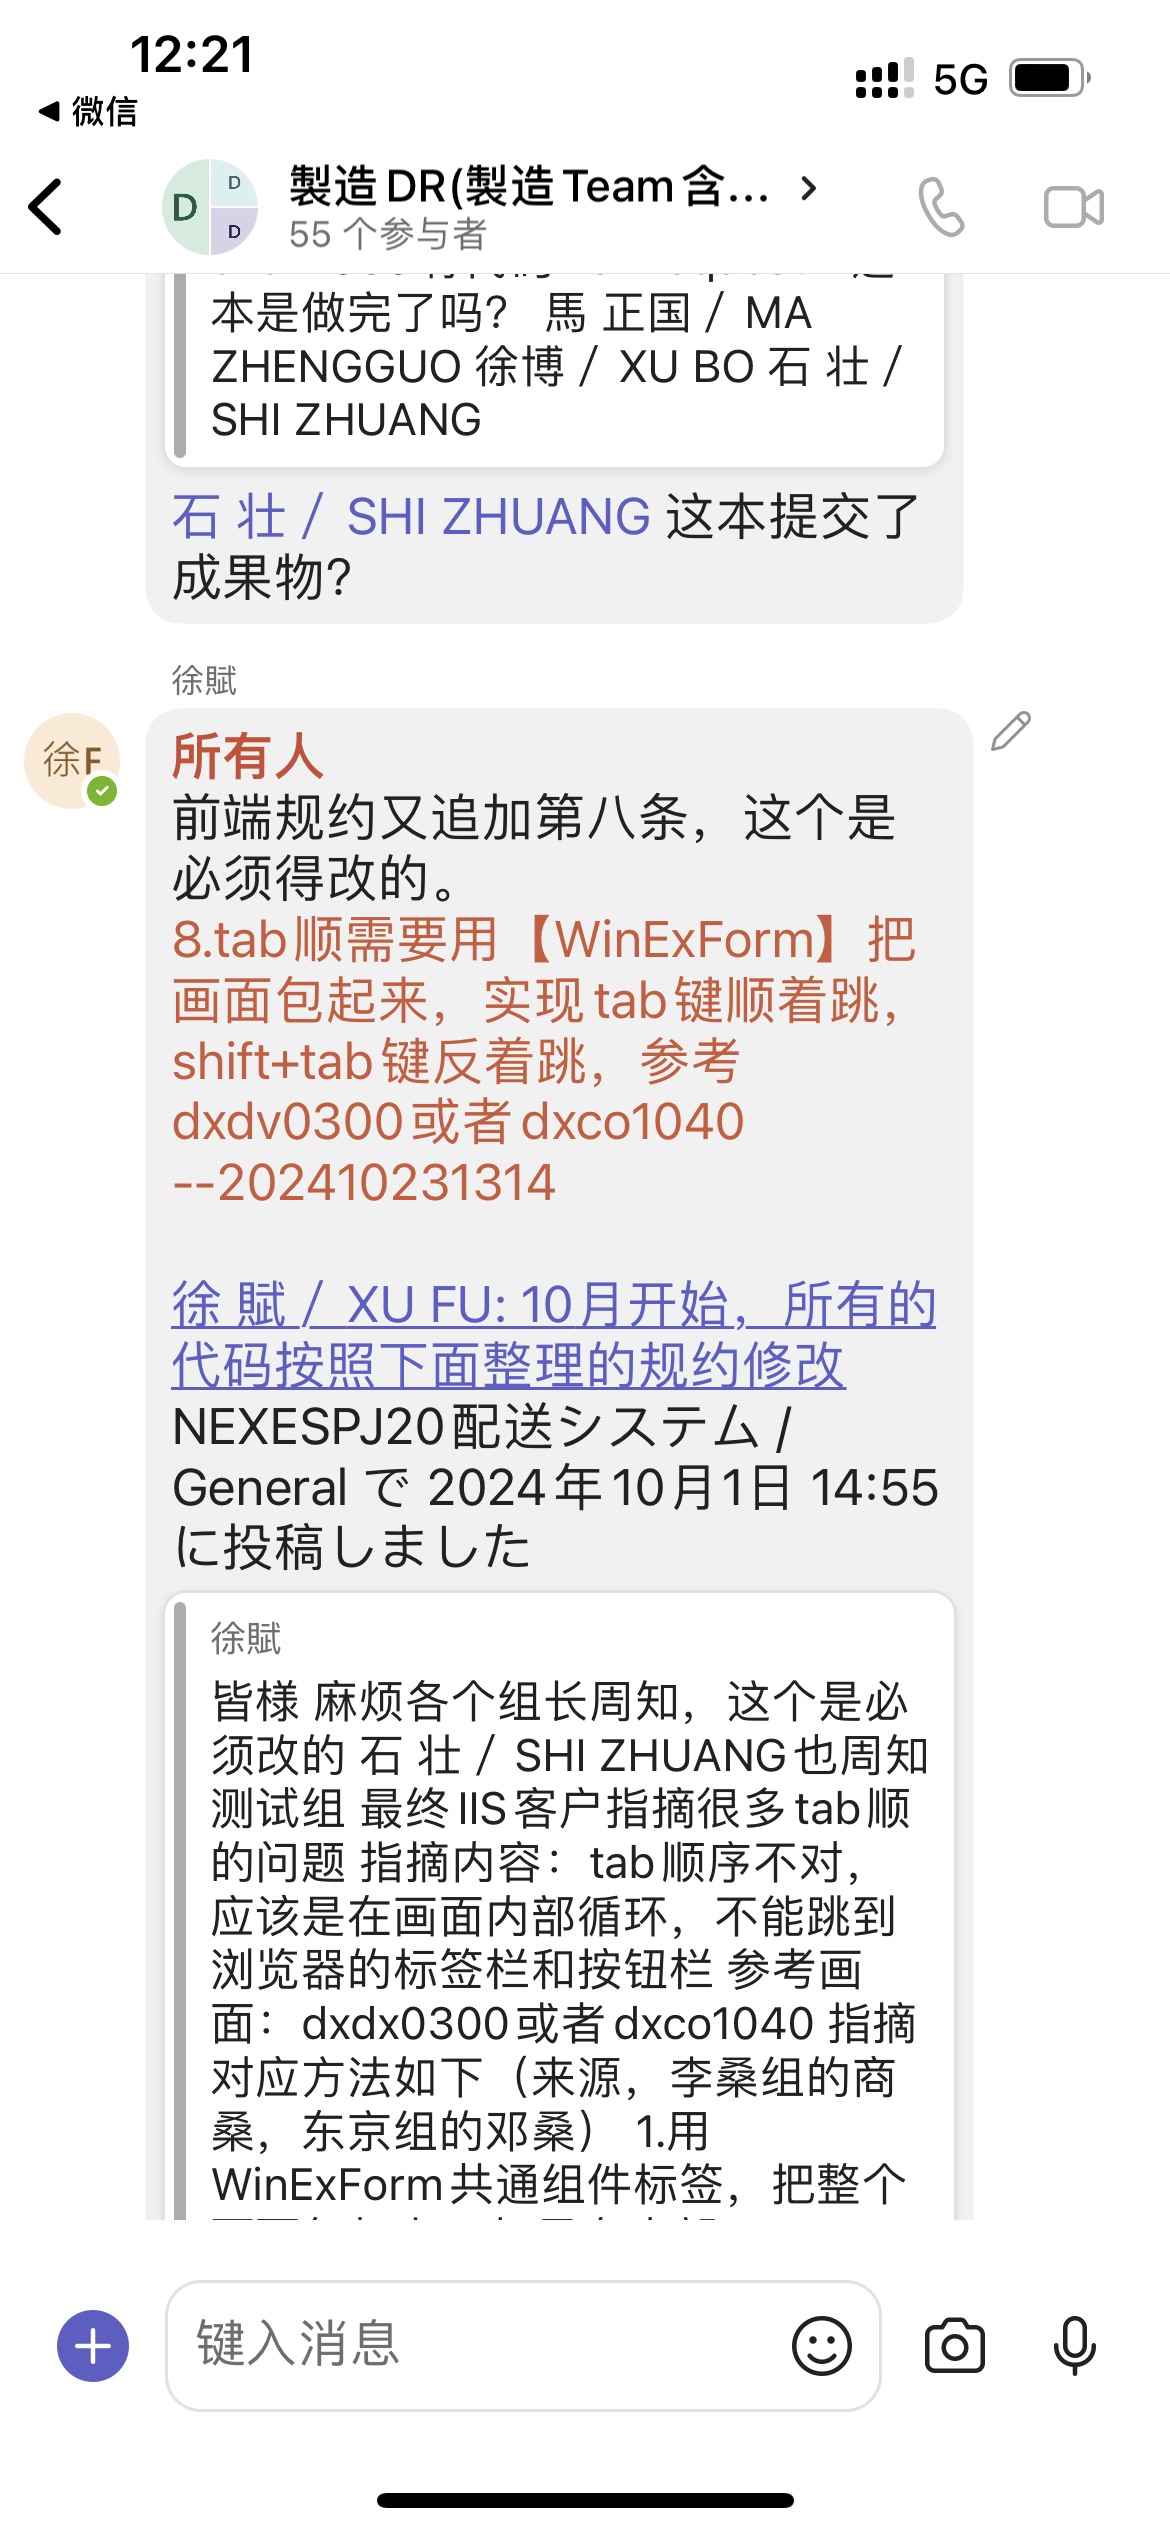 12:21
5G
微信
D
D
D
製造DR(製造Team含...
55 个参与者
本是做完了吗? 馬 正国 / MA
ZHENGGUO 徐博 / XU BO 石 壮 /
SHI ZHUANG
石 壮 / SHI ZHUANG 这本提交了
成果物?
徐賦
徐F
所有人
前端规约又追加第八条，这个是
必须得改的。
8.tab顺需要用【WinExForm】把
画面包起来，实现tab键顺着跳，
shift+tab键反着跳，参考
dxdv0300或者dxco1040
--202410231314
徐 賦 / XU FU: 10月开始，所有的
代码按照下面整理的规约修改
NEXESPJ20配送システム /
General で 2024年10月1日 14:55
に投稿しました
徐賦
皆様 麻烦各个组长周知，这个是必
须改的 石 壮 / SHI ZHUANG也周知
测试组 最终IIS客户指摘很多tab顺
的问题 指摘内容：tab顺序不对，
应该是在画面内部循环，不能跳到
浏览器的标签栏和按钮栏 参考画
面：dxdx0300或者dxco1040 指摘
对应方法如下（来源，李桑组的商
桑，东京组的邓桑） 1.用
WinExForm共通组件标签，把整个
键入消息